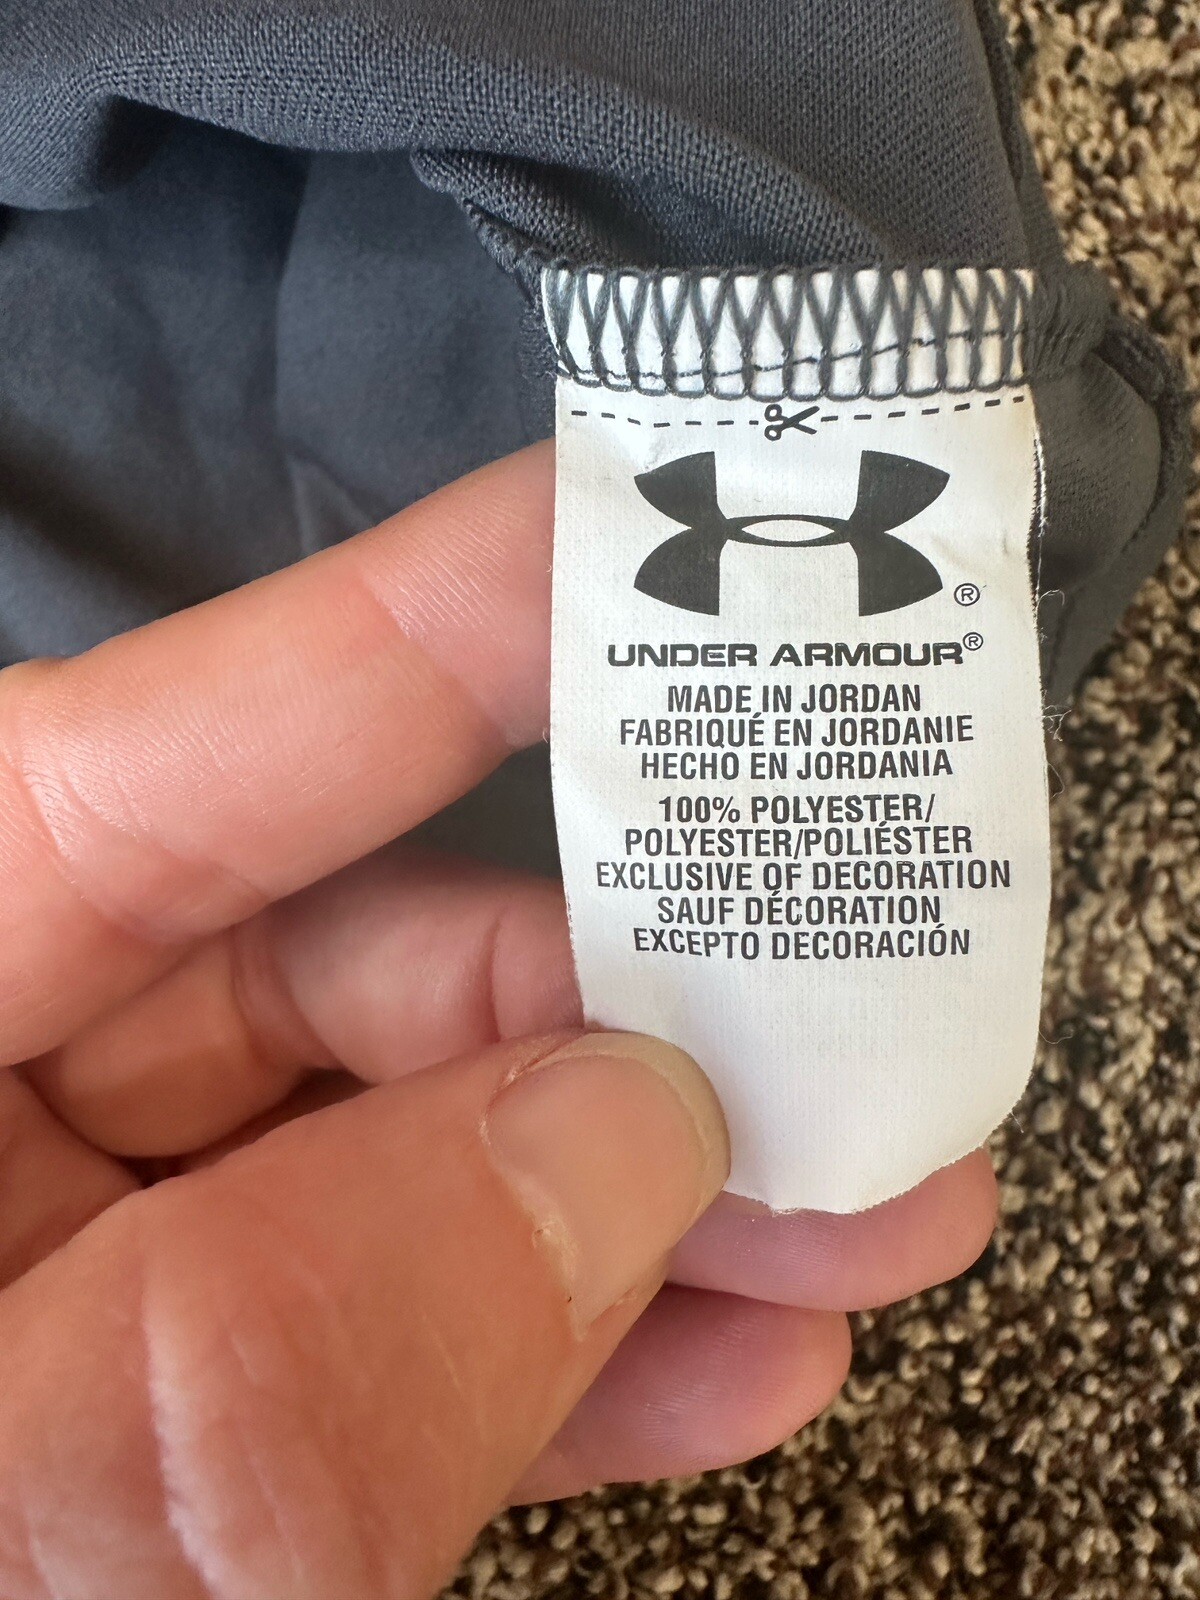 ®
UNDER ARMOUR®
MADE IN JORDAN
FABRIQUÉ EN JORDANIE
HECHO EN JORDANIA
100% POLYESTER/
POLYESTER/POLIÉSTER
EXCLUSIVE OF DECORATION
SAUF DÉCORATION
EXCEPTO DECORACIÓN